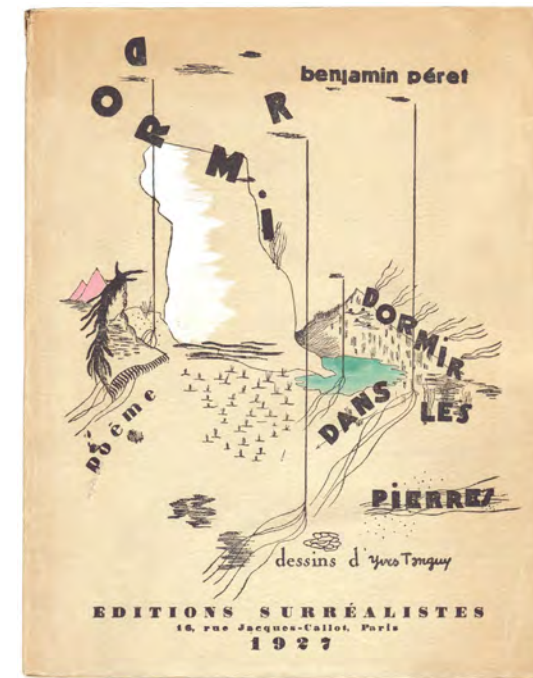 DORMiR
benjamin péret
DORMIR
DANS LES
PiERRES
poème
dessins d'Yves Tanguy
EDITIONS SURRÉALISTES
16, rue Jacques-Callot, Paris
1927